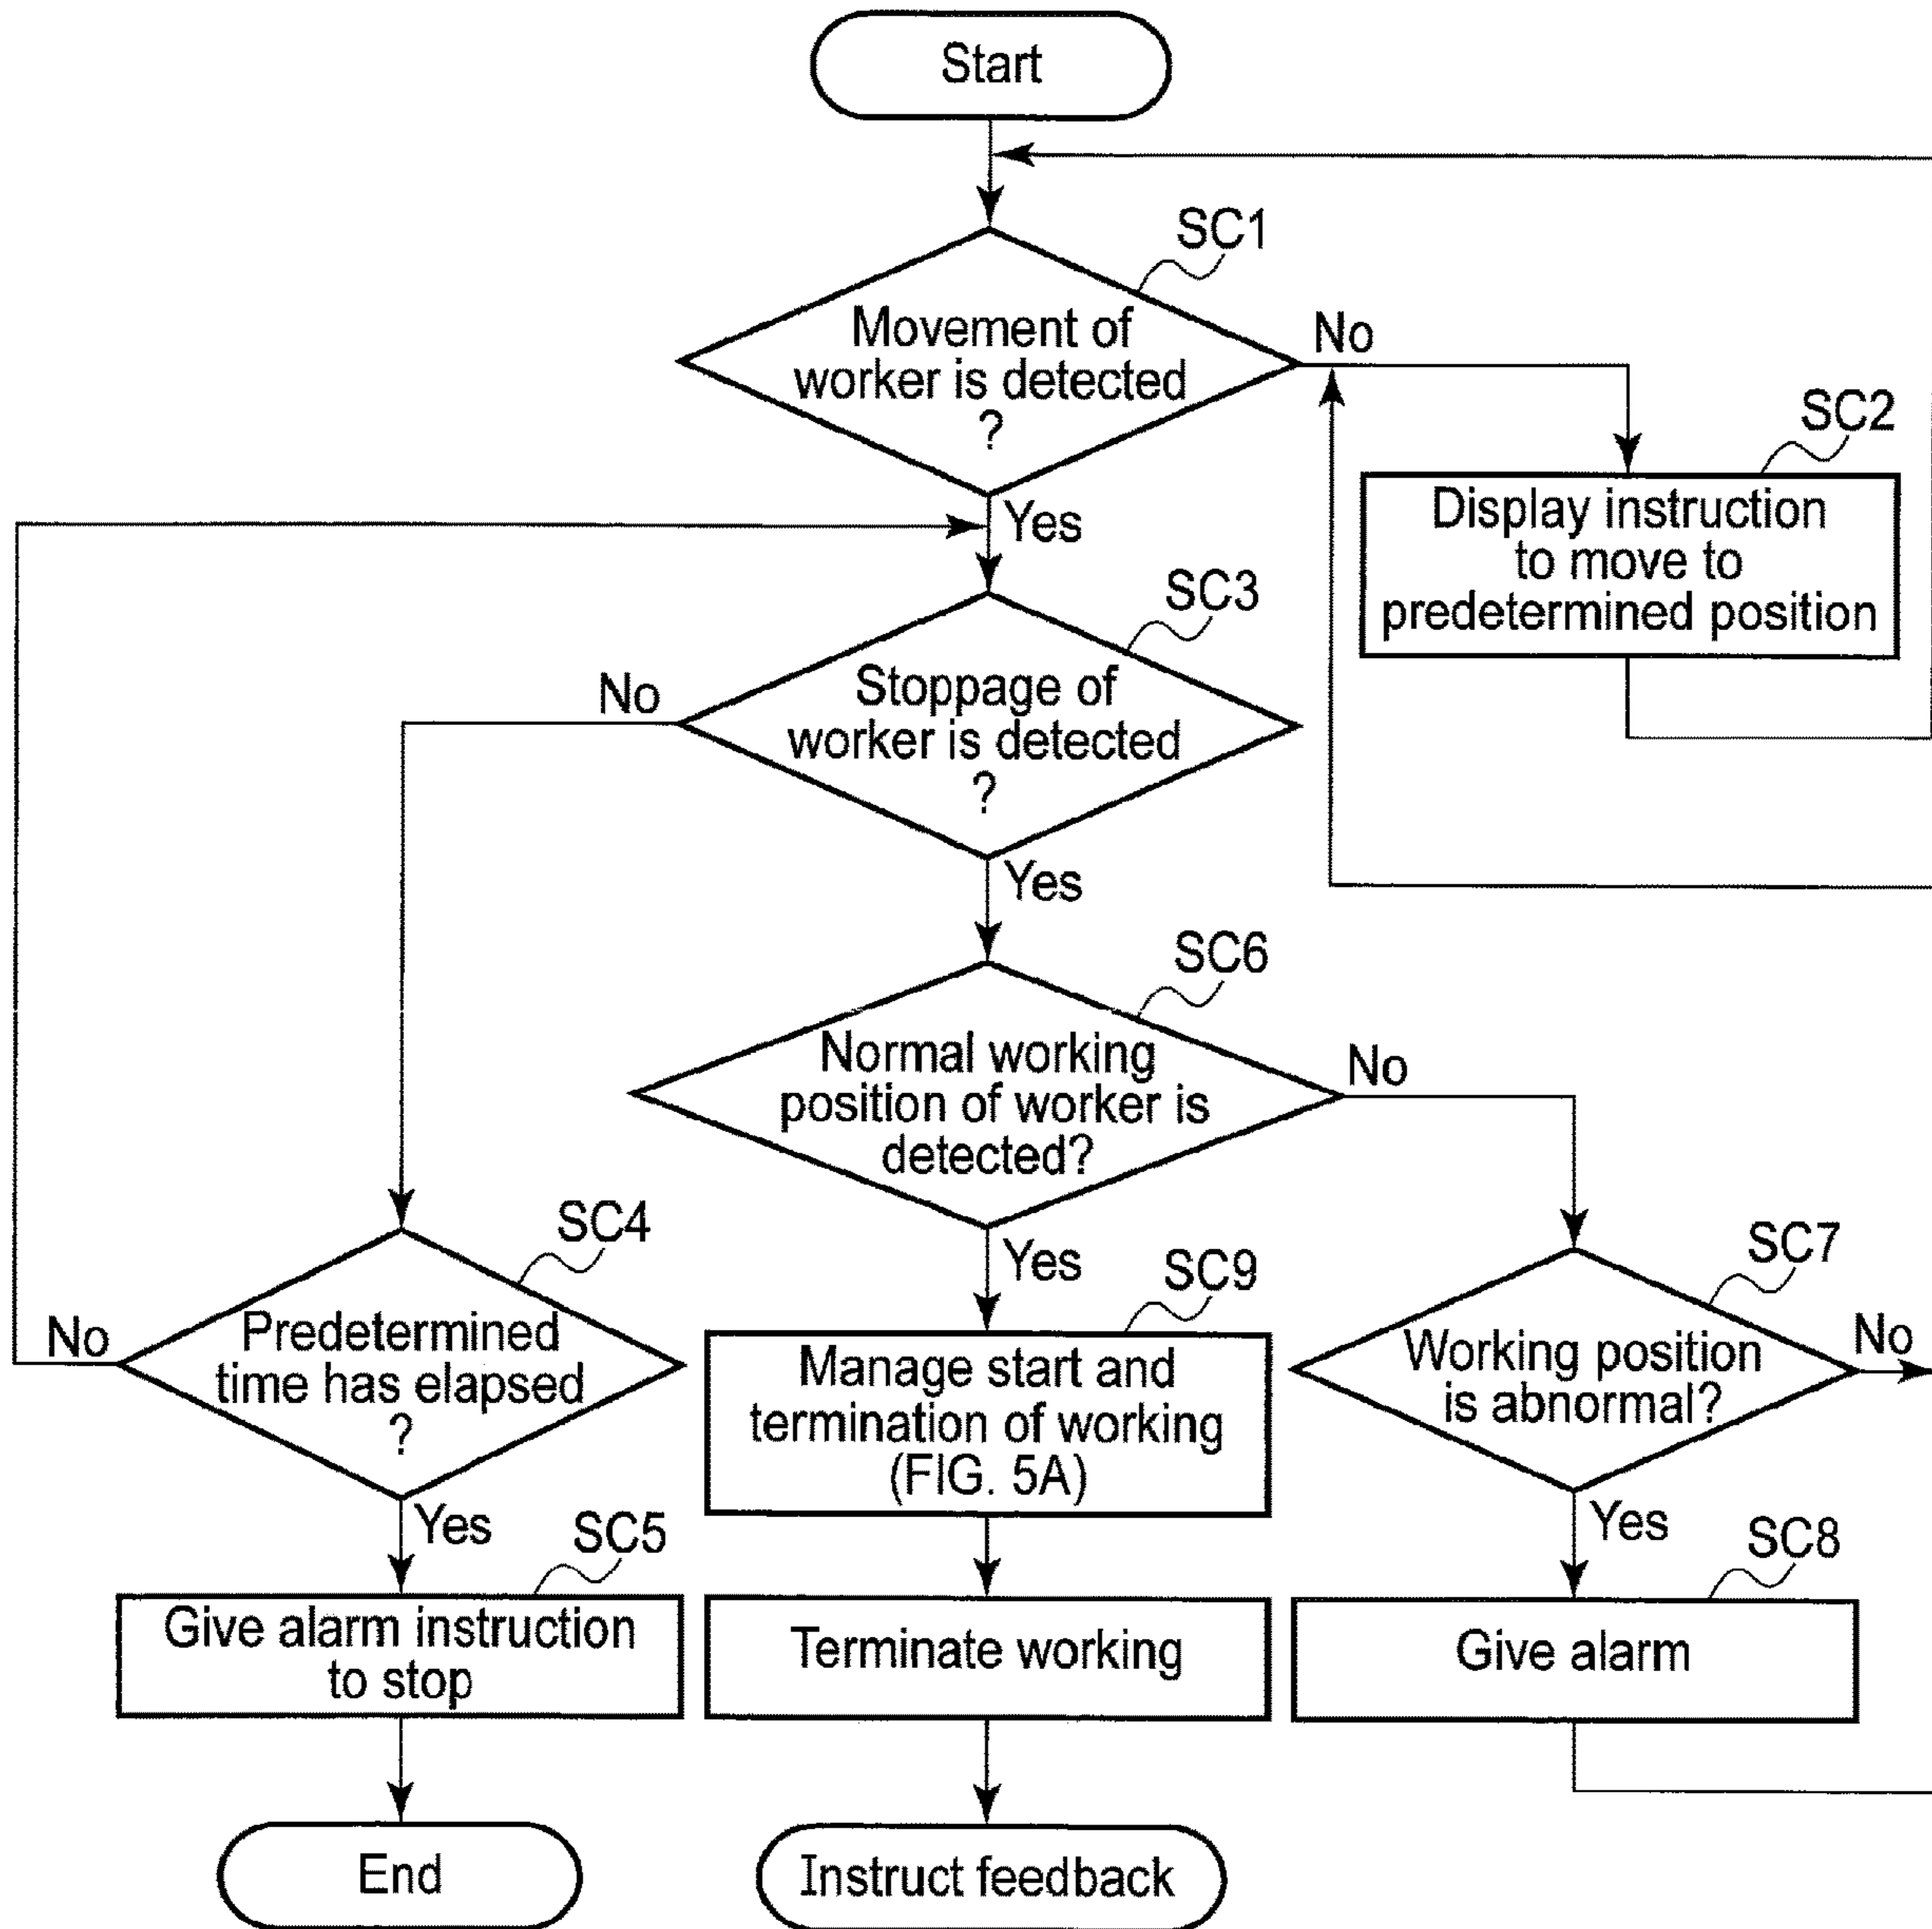 Start
SC1
Movement of
worker is detected
?
No
SC2
Display instruction
to move to
predetermined position
Yes
SC3
Stoppage of
worker is detected
?
No
Yes
SC6
Normal working
position of worker is
detected?
No
SC4
Predetermined
time has elapsed
?
No
Yes
SC9
Manage start and
termination of working
(FIG. 5A)
SC7
Working position
is abnormal?
No
Yes
SC5
Give alarm instruction
to stop
Terminate working
Yes
SC8
Give alarm
End
Instruct feedback